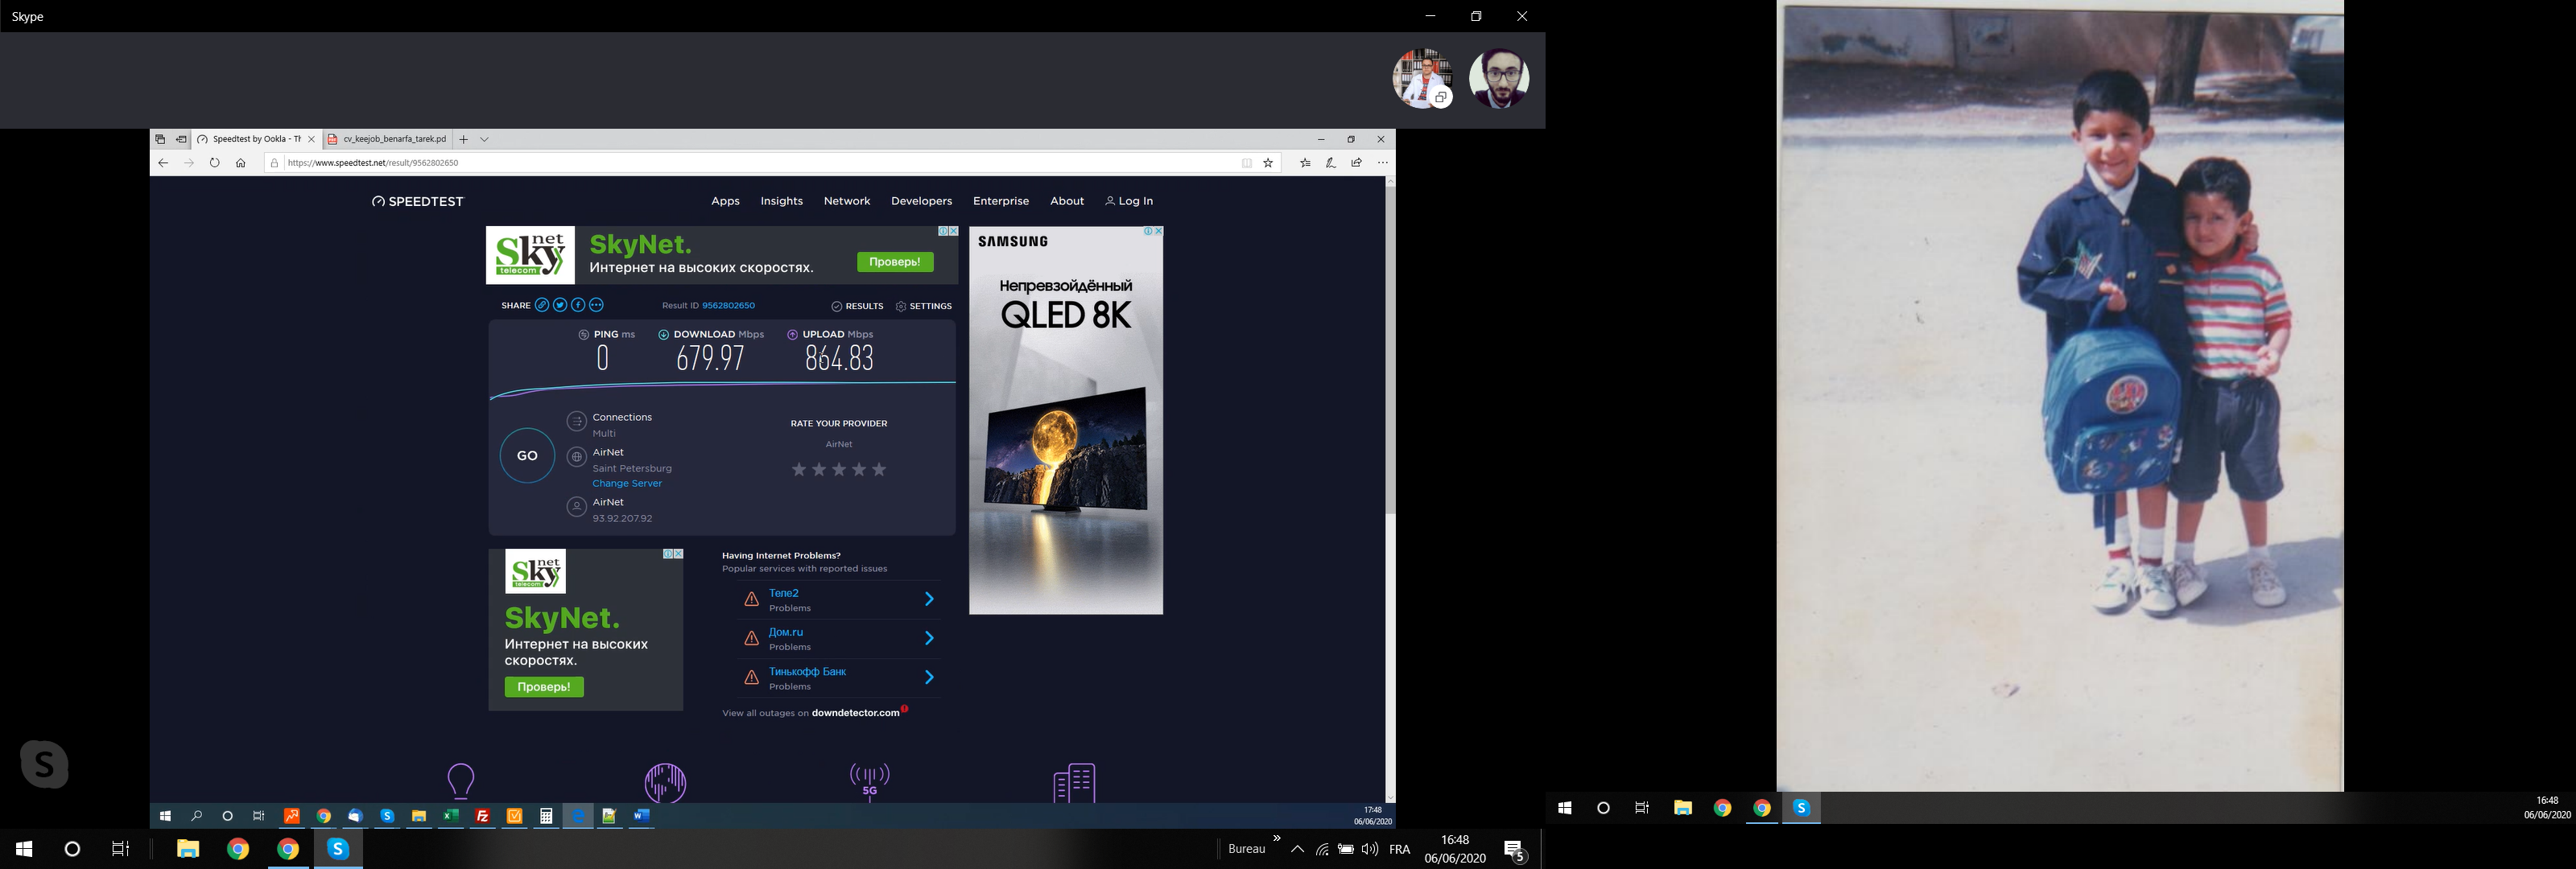 Skype
Speedtest by Ookla - Th
cv_keejob_benarfa_tarek.pd
https://www.speedtest.net/result/9562802650
SPEEDTEST
Apps
Insights
Network
Developers
Enterprise
About
Log In
net
Sky
telecom
SkyNet.
Интернет на высоких скоростях.
Проверь!
SAMSUNG
Непревзойдённый
QLED 8K
SHARE
Result ID 9562802650
RESULTS
SETTINGS
PING ms
DOWNLOAD Mbps
UPLOAD Mbps
0
679.97
864.83
GO
Connections
Multi
AirNet
Saint Petersburg
Change Server
AirNet
93.92.207.92
RATE YOUR PROVIDER
AirNet
net
Sky
telecom
SkyNet.
Интернет на высоких
скоростях.
Проверь!
Having Internet Problems?
Popular services with reported issues
Теле2
Problems
Дом.ru
Problems
Тинькофф Банк
Problems
View all outages on downdetector.com
5G
17:48
06/06/2020
Bureau
FRA
16:48
06/06/2020
5
16:48
06/06/2020